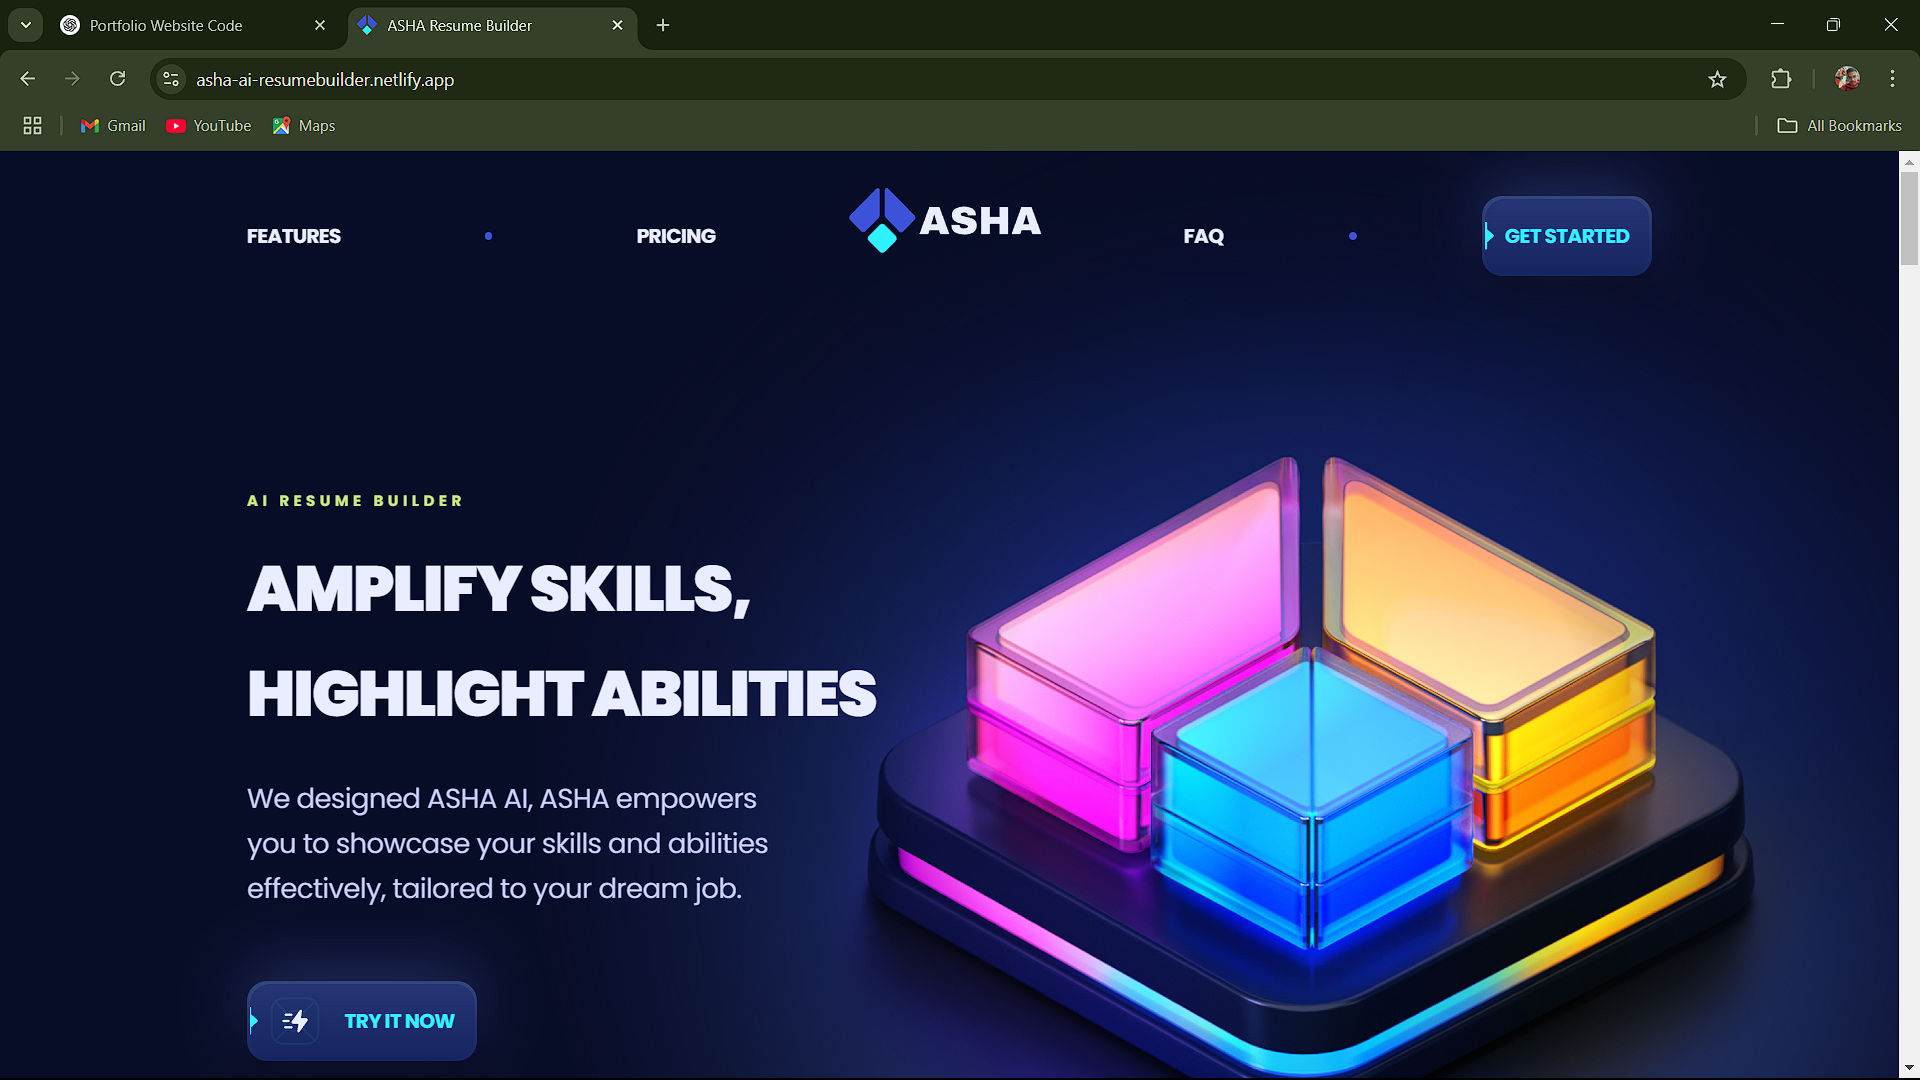 Portfolio Website Code
ASHA Resume Builder
asha-ai-resumebuilder.netlify.app
Gmail
YouTube
Maps
All Bookmarks
FEATURES
PRICING
ASHA
FAQ
GET STARTED
AI RESUME BUILDER
AMPLIFY SKILLS,
HIGHLIGHT ABILITIES
We designed ASHA AI, ASHA empowers
you to showcase your skills and abilities
effectively, tailored to your dream job.
TRY IT NOW